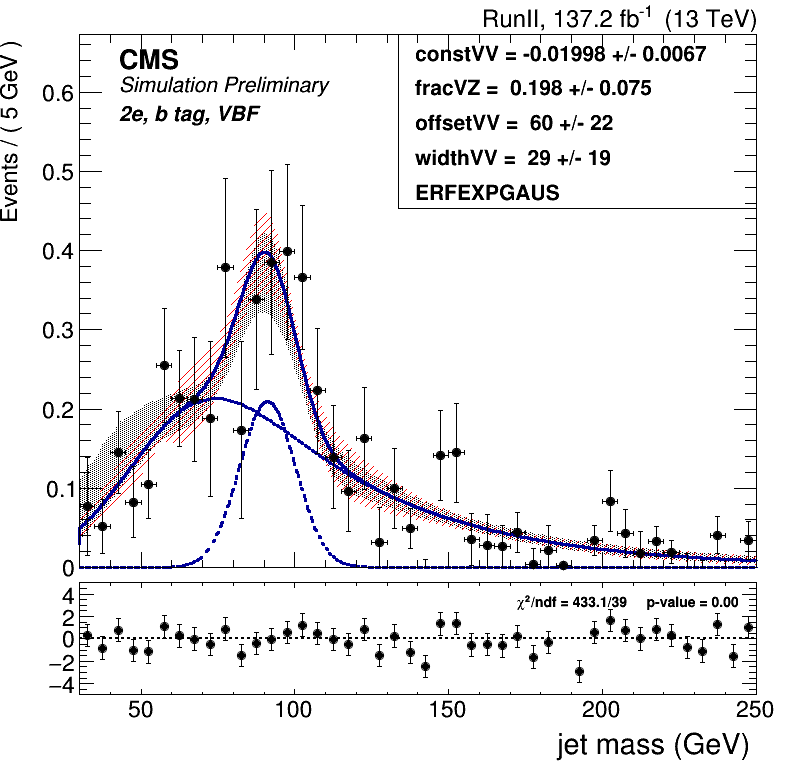 RunII, 137.2 fb⁻¹ (13 TeV)
CMS
Simulation Preliminary
2e, b tag, VBF
constVV = -0.01998 +/- 0.0067
fracVZ = 0.198 +/- 0.075
offsetVV = 60 +/- 22
widthVV = 29 +/- 19
ERFEXPGAUS
Events / ( 5 GeV )
0.6
0.5
0.4
0.3
0.2
0.1
0
χ²/ndf = 433.1/39 p-value = 0.00
4
2
0
−2
−4
50 100 150 200 250
jet mass (GeV)